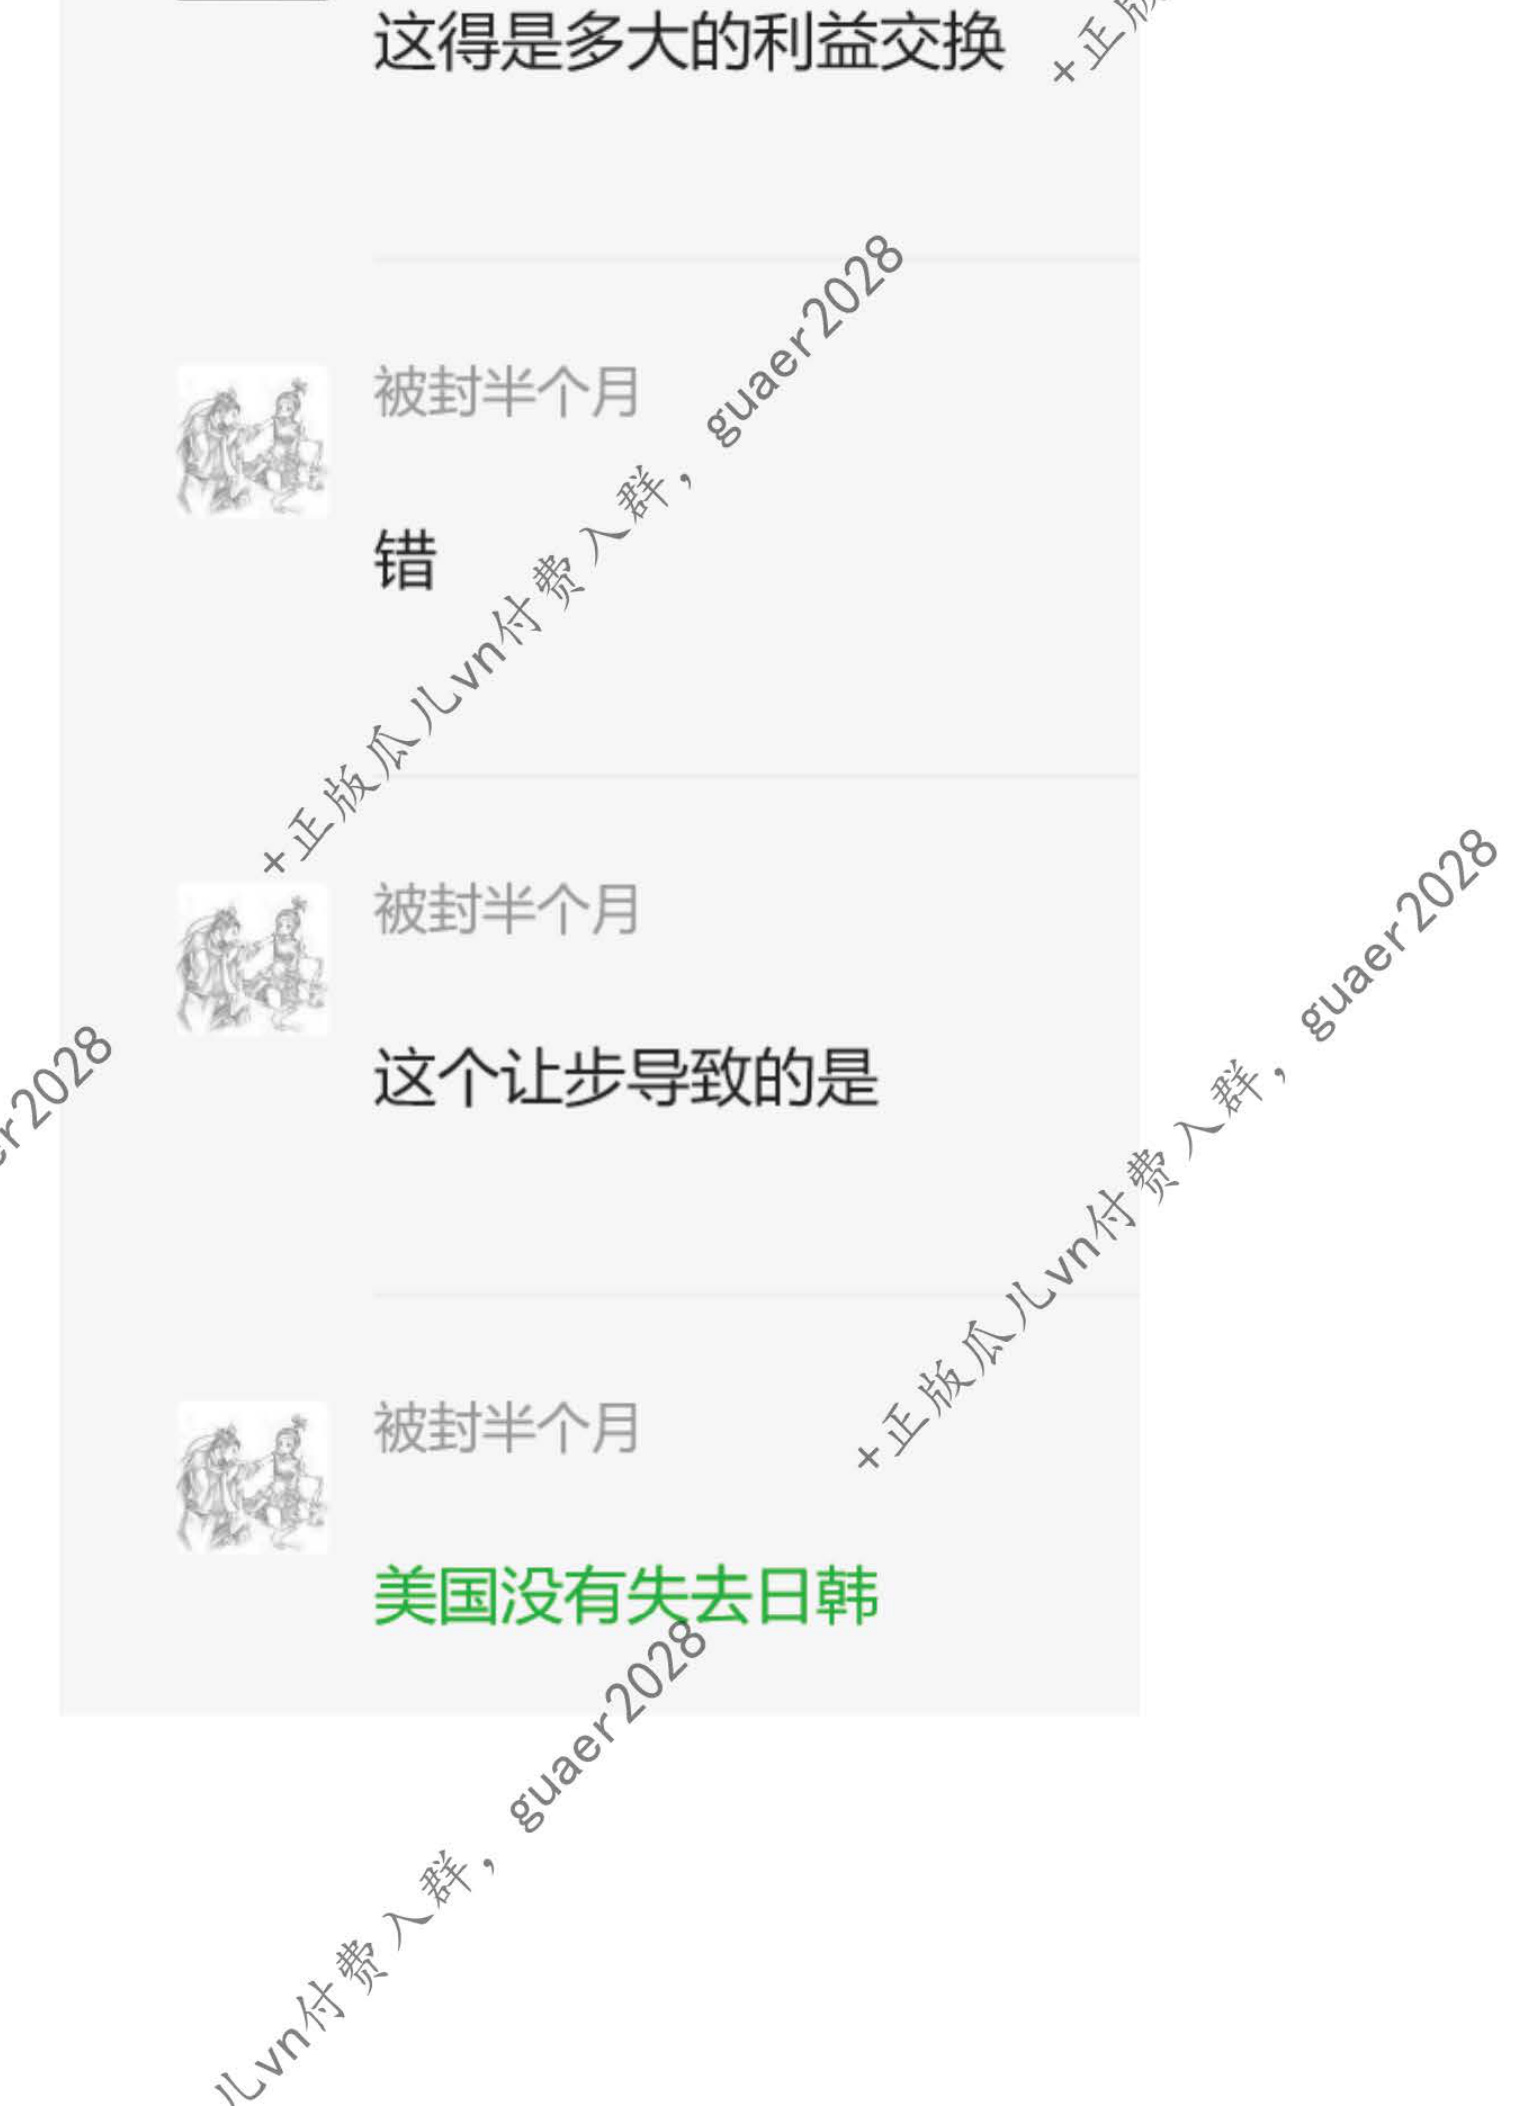 这得是多大的利益交换
+正版
被封半个月
错
+正版瓜儿vn付费入群，guaer2028
被封半个月
这个让步导致的是
er2028
+正版瓜儿vn付费入群，guaer2028
被封半个月
美国没有失去日韩
儿vn付费入群，guaer2028